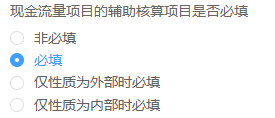 现金流量项目的辅助核算项目是否必填
非必填
必填
仅性质为外部时必填
仅性质为内部时必填